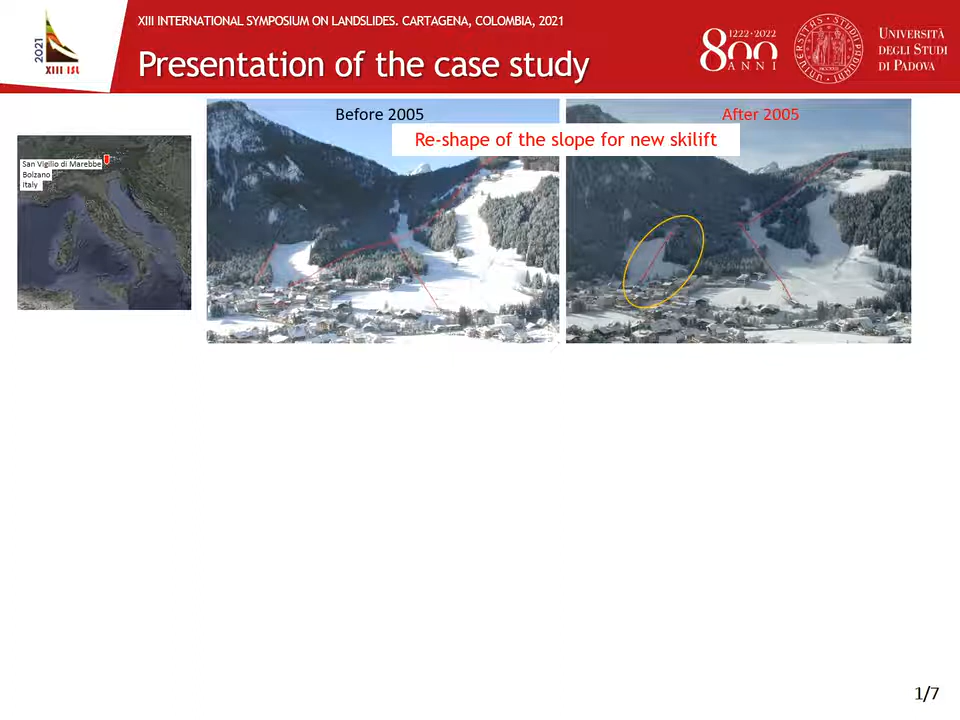 XIII INTERNATIONAL SYMPOSIUM ON LANDSLIDES. CARTAGENA, COLOMBIA, 2021
Presentation of the case study
2021
XIII ISL
1222·2022
800
ANNI
UNIVERSITÀ
DEGLI STUDI
DI PADOVA
Before 2005
After 2005
Re-shape of the slope for new skilift
San Vigilio di Marebbe
Bolzano
Italy
1/7